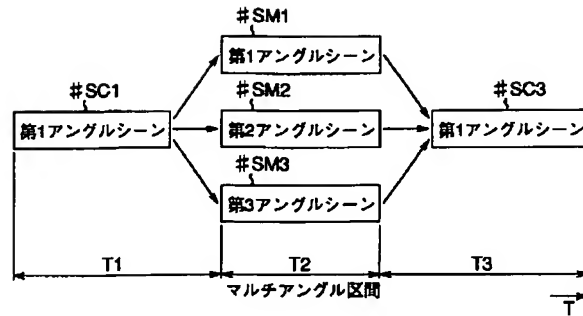 #SM1
第1アングルシーン
#SC1
#SM2
#SC3
第1アングルシーン
第2アングルシーン
第1アングルシーン
#SM3
第3アングルシーン
T1
T2
T3
マルチアングル区間
T